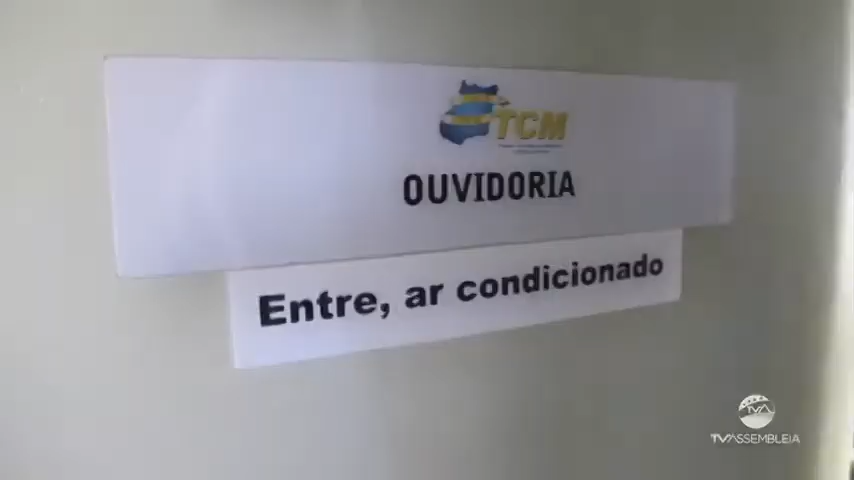 TCM
OUVIDORIA
Entre, ar condicionado
TVASSEMBLEIA